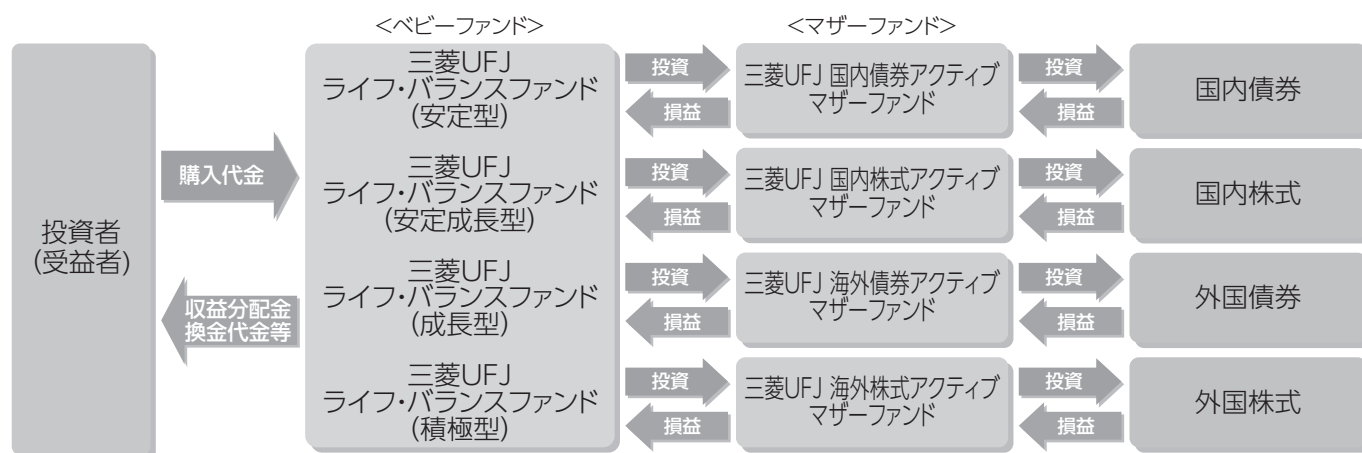 <ベビーファンド>
<マザーファンド>
投資者
(受益者)
購入代金
収益分配金
換金代金等
三菱UFJ
ライフ・バランスファンド
(安定型)
三菱UFJ
ライフ・バランスファンド
(安定成長型)
三菱UFJ
ライフ・バランスファンド
(成長型)
三菱UFJ
ライフ・バランスファンド
(積極型)
投資
損益
三菱UFJ 国内債券アクティブ
マザーファンド
投資
損益
国内債券
投資
損益
三菱UFJ 国内株式アクティブ
マザーファンド
投資
損益
国内株式
投資
損益
三菱UFJ 海外債券アクティブ
マザーファンド
投資
損益
外国債券
投資
損益
三菱UFJ 海外株式アクティブ
マザーファンド
投資
損益
外国株式